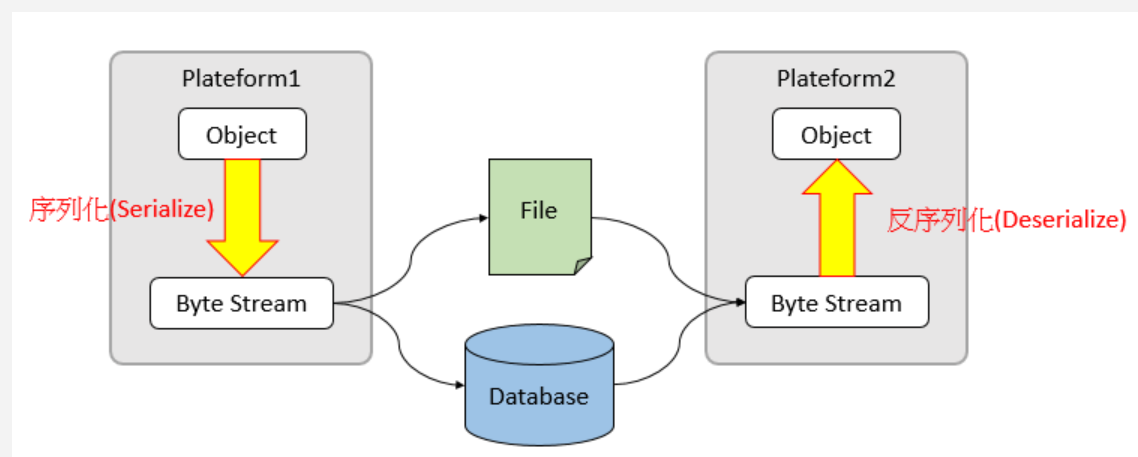 Plateform1
Object
序列化(Serialize)
Byte Stream
File
Database
Plateform2
Object
反序列化(Deserialize)
Byte Stream